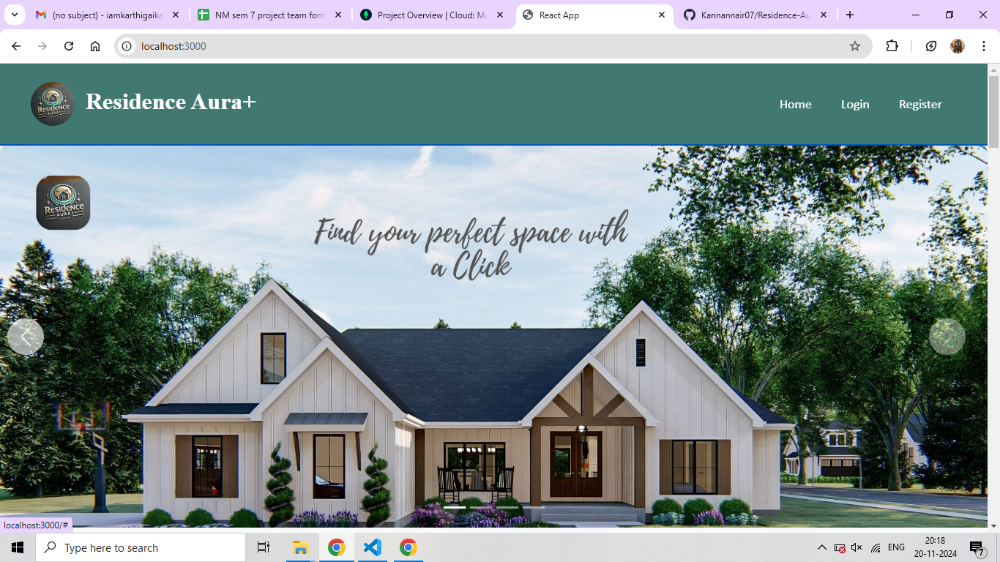 (no subject) - iamkarthigaika
NM sem 7 project team form
Project Overview | Cloud: Mo
React App
Kannannair07/Residence-Au
localhost:3000
RESIDENCE
AURA+
Residence Aura+
Home
Login
Register
RESIDENCE
AURA+
Find your perfect space with
a Click
localhost:3000/#
Type here to search
ENG
20:18
20-11-2024
7